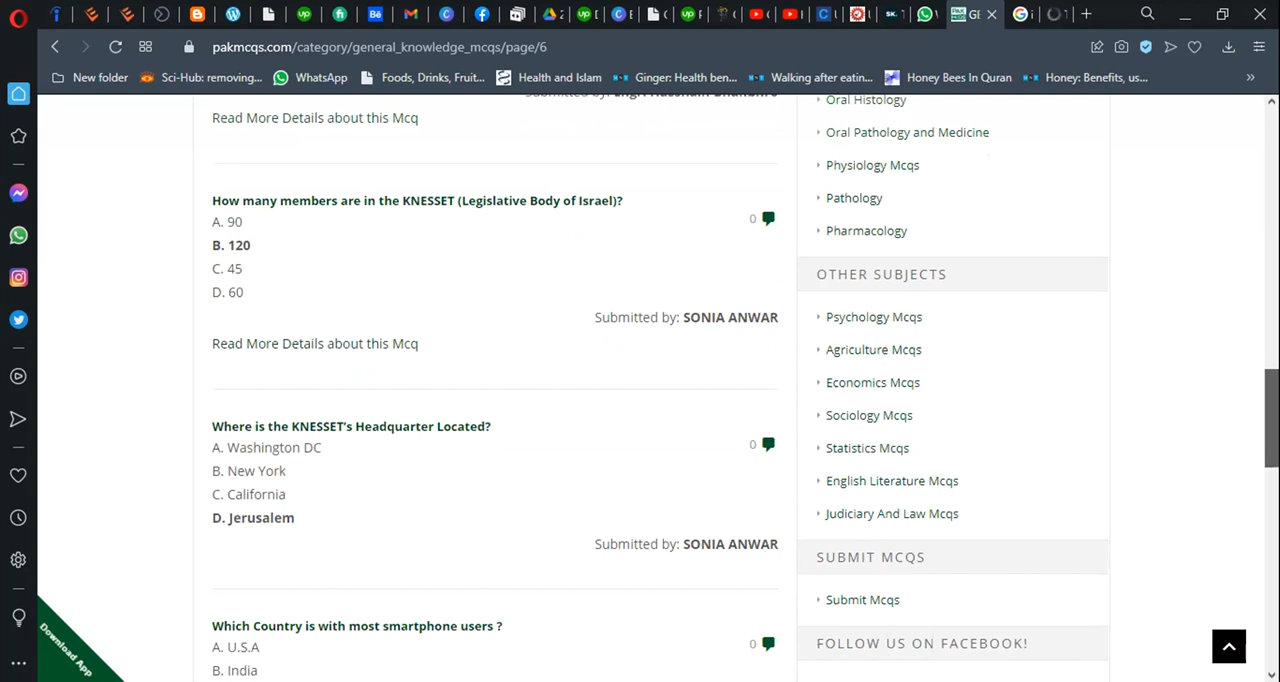 pakmcqs.com/category/general_knowledge_mcqs/page/6
New folder
Sci-Hub: removing...
WhatsApp
Foods, Drinks, Fruit...
Health and Islam
Ginger: Health ben...
Walking after eatin...
Honey Bees In Quran
Honey: Benefits, us...
Read More Details about this Mcq
How many members are in the KNESSET (Legislative Body of Israel)?
0
A. 90
B. 120
C. 45
D. 60
Submitted by: SONIA ANWAR
Read More Details about this Mcq
Where is the KNESSET's Headquarter Located?
0
A. Washington DC
B. New York
C. California
D. Jerusalem
Submitted by: SONIA ANWAR
Which Country is with most smartphone users ?
0
A. U.S.A
B. India
Oral Histology
Oral Pathology and Medicine
Physiology Mcqs
Pathology
Pharmacology
OTHER SUBJECTS
Psychology Mcqs
Agriculture Mcqs
Economics Mcqs
Sociology Mcqs
Statistics Mcqs
English Literature Mcqs
Judiciary And Law Mcqs
SUBMIT MCQS
Submit Mcqs
FOLLOW US ON FACEBOOK!
Download App